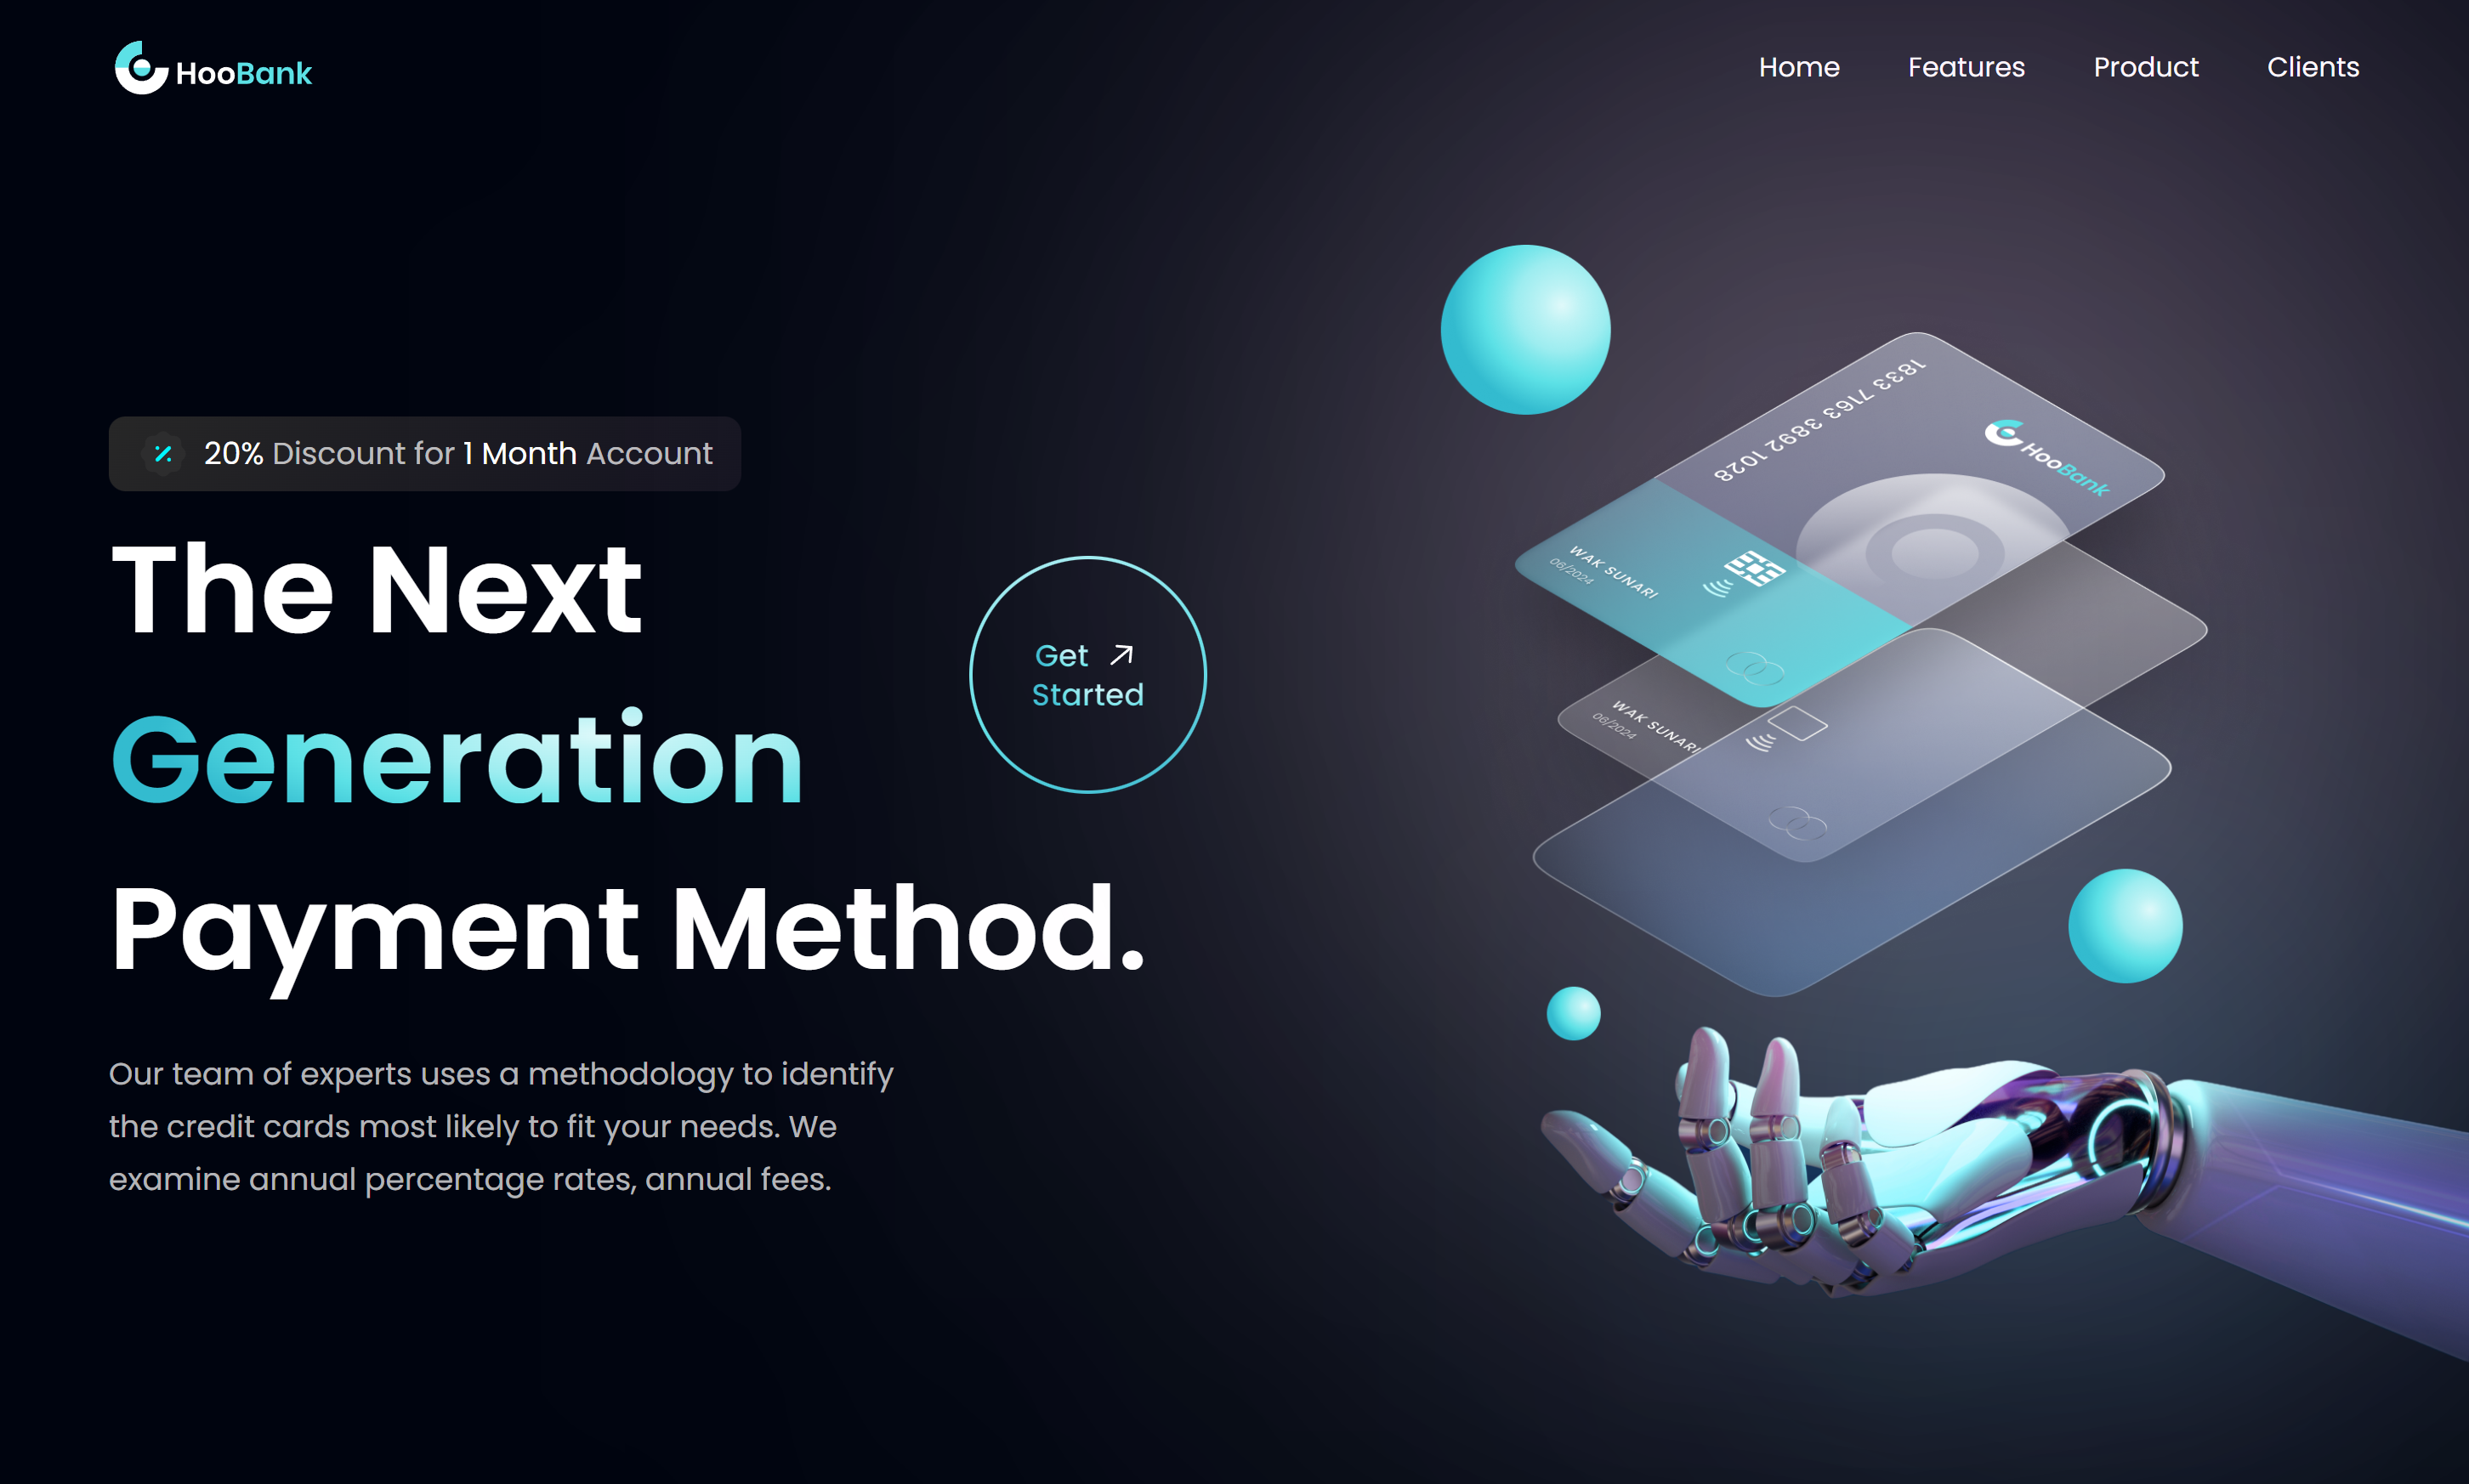 HooBank
Home Features Product Clients
20% Discount for 1 Month Account
The Next
Generation
Payment Method.
Get
Started
Our team of experts uses a methodology to identify
the credit cards most likely to fit your needs. We
examine annual percentage rates, annual fees.
1833 7163 3892 1028
HooBank
WAK SUNARI
06/2024
WAK SUNARI
06/2024